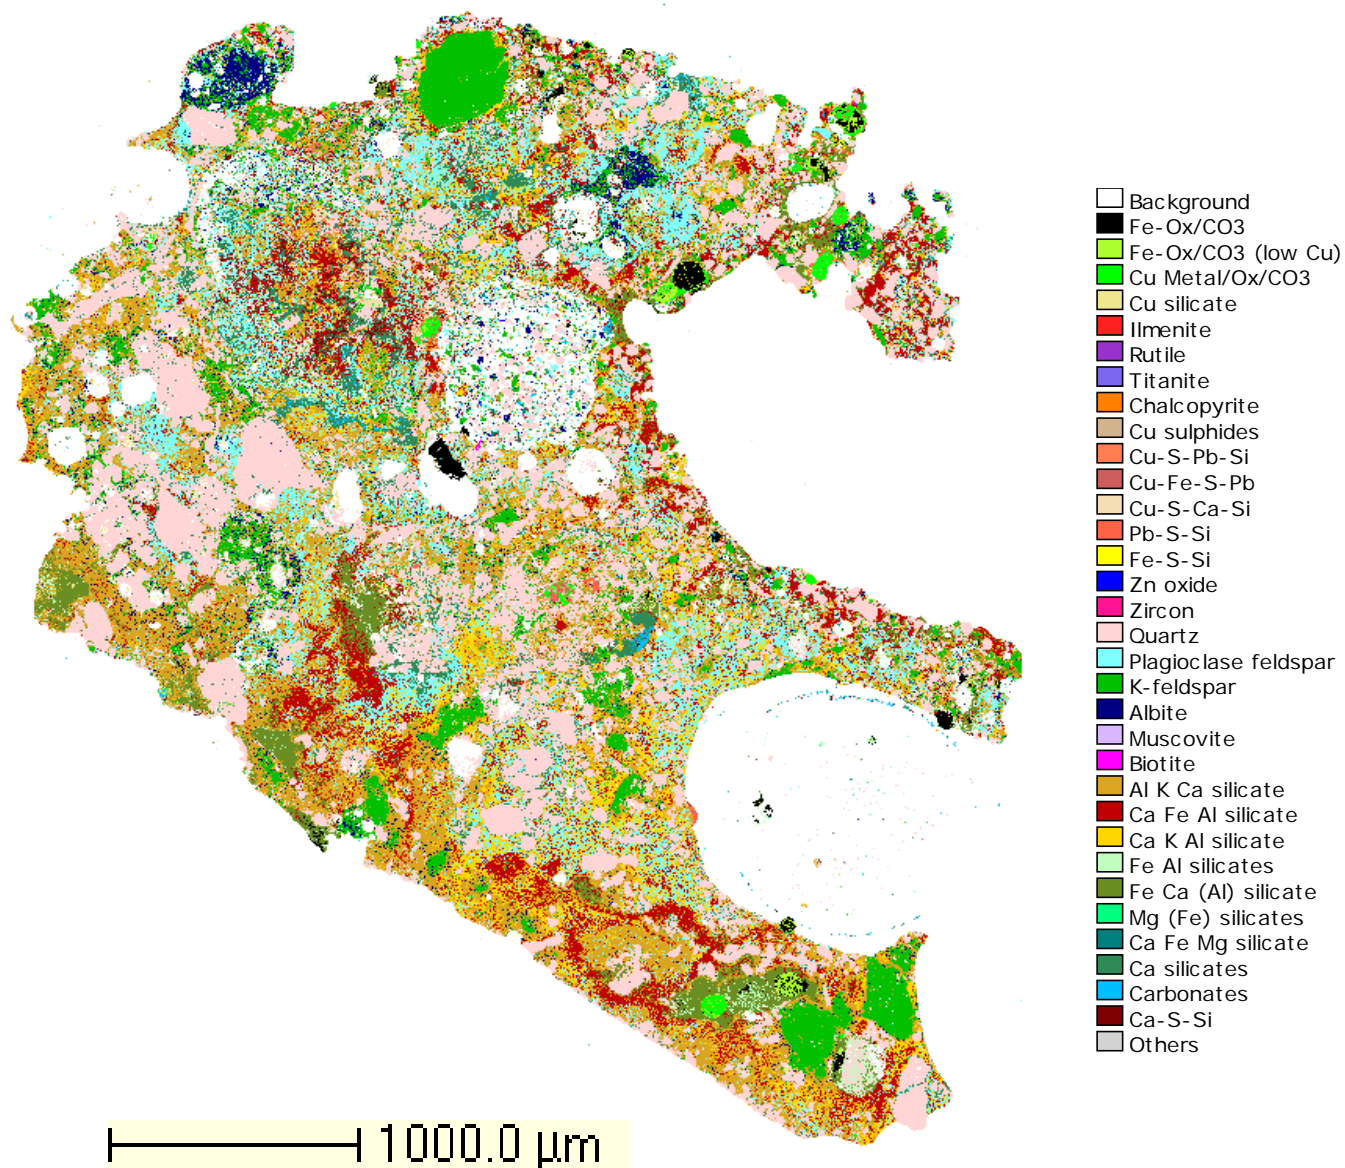 Background
Fe-Ox/CO3
Fe-Ox/CO3 (low Cu)
Cu Metal/Ox/CO3
Cu silicate
Ilmenite
Rutile
Titanite
Chalcopyrite
Cu sulphides
Cu-S-Pb-Si
Cu-Fe-S-Pb
Cu-S-Ca-Si
Pb-S-Si
Fe-S-Si
Zn oxide
Zircon
Quartz
Plagioclase feldspar
K-feldspar
Albite
Muscovite
Biotite
Al K Ca silicate
Ca Fe Al silicate
Ca K Al silicate
Fe Al silicates
Fe Ca (Al) silicate
Mg (Fe) silicates
Ca Fe Mg silicate
Ca silicates
Carbonates
Ca-S-Si
Others
1000.0 µm